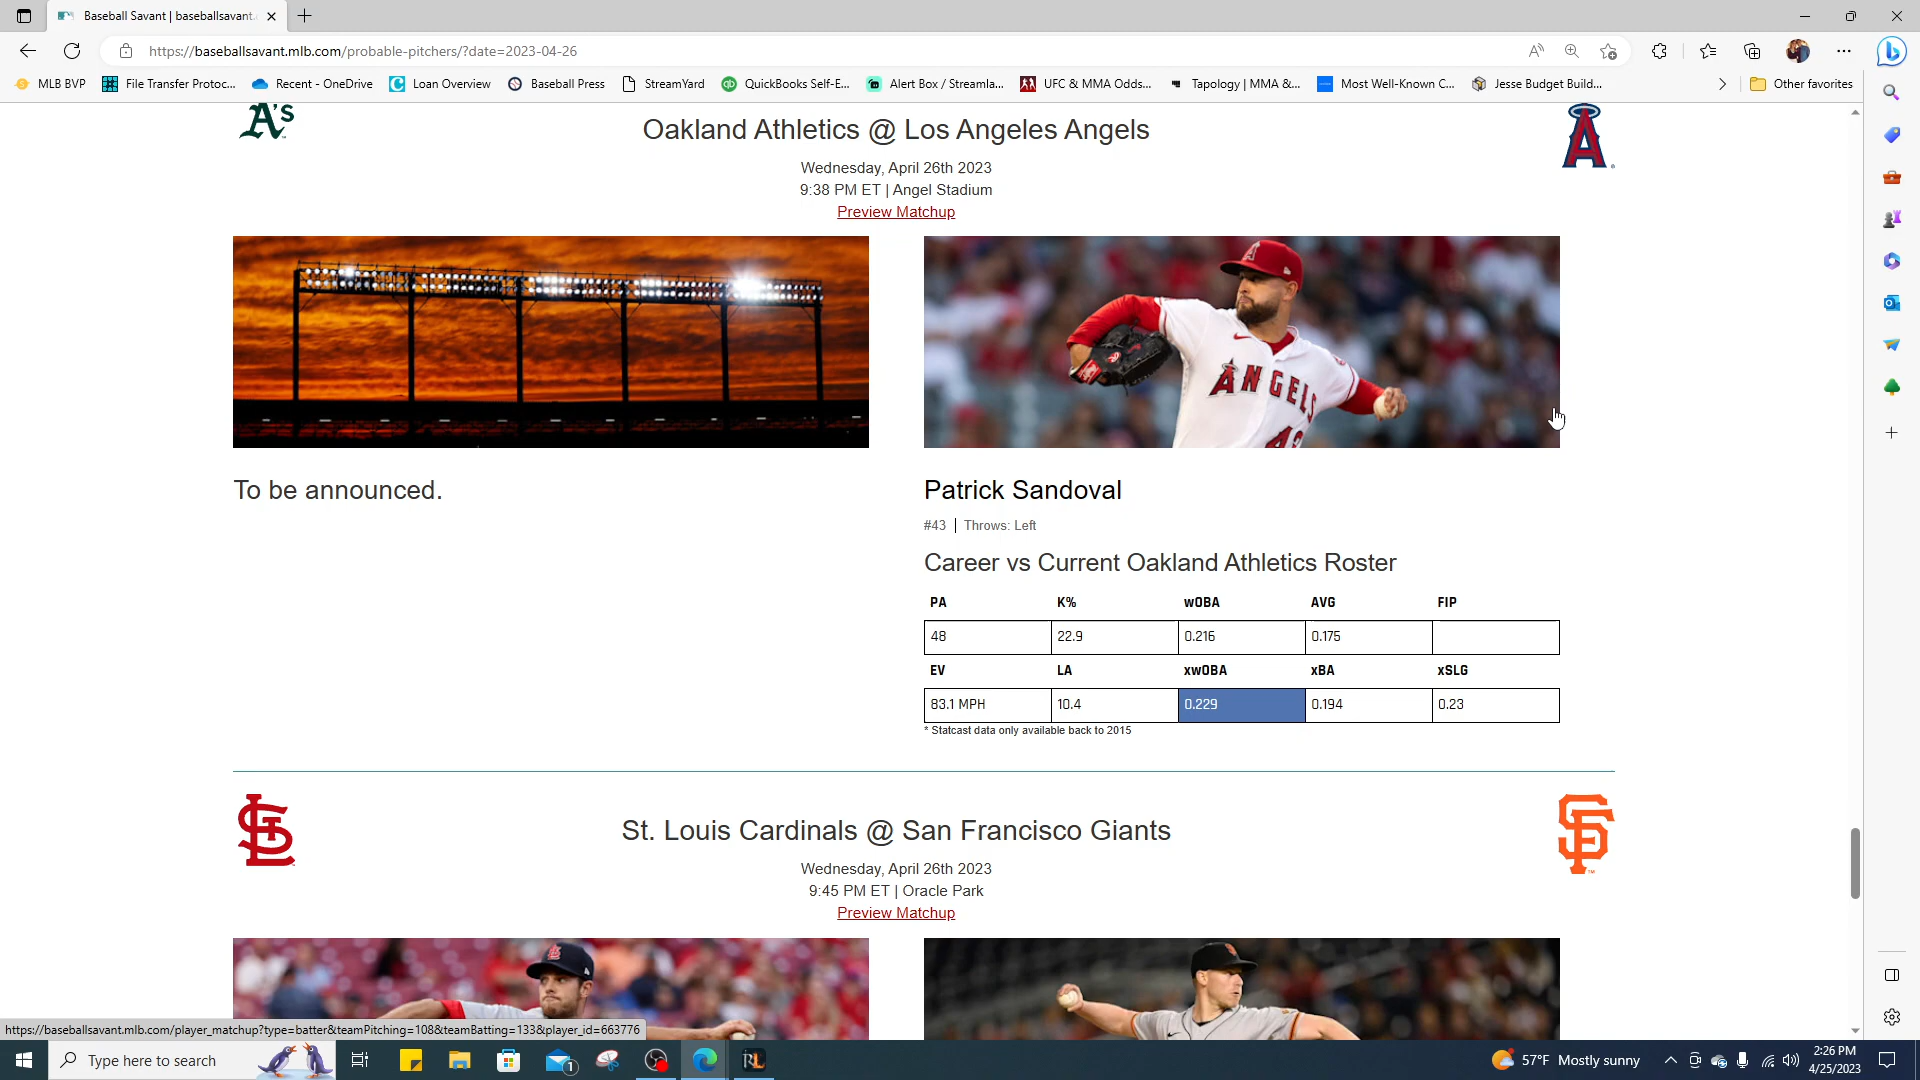 Baseball Savant | baseballsavant.
https://baseballsavant.mlb.com/probable-pitchers/?date=2023-04-26
MLB BVP
File Transfer Protoc...
Recent - OneDrive
Loan Overview
Baseball Press
StreamYard
QuickBooks Self-E...
Alert Box / Streamla...
UFC & MMA Odds...
Tapology | MMA &...
Most Well-Known C...
Jesse Budget Build...
Other favorites
A's
Oakland Athletics @ Los Angeles Angels
A
Wednesday, April 26th 2023
9:38 PM ET | Angel Stadium
Preview Matchup
ANGELS
43
To be announced.
Patrick Sandoval
#43 | Throws: Left
Career vs Current Oakland Athletics Roster
PA K% wOBA AVG FIP
48 22.9 0.216 0.175
EV LA xwOBA xBA xSLG
83.1 MPH 10.4 0.229 0.194 0.23
* Statcast data only available back to 2015
STL
St. Louis Cardinals @ San Francisco Giants
SF
Wednesday, April 26th 2023
9:45 PM ET | Oracle Park
Preview Matchup
https://baseballsavant.mlb.com/player_matchup?type=batter&teamPitching=108&teamBatting=133&player_id=663776
Type here to search
1
RL
57°F Mostly sunny
2:26 PM
4/25/2023